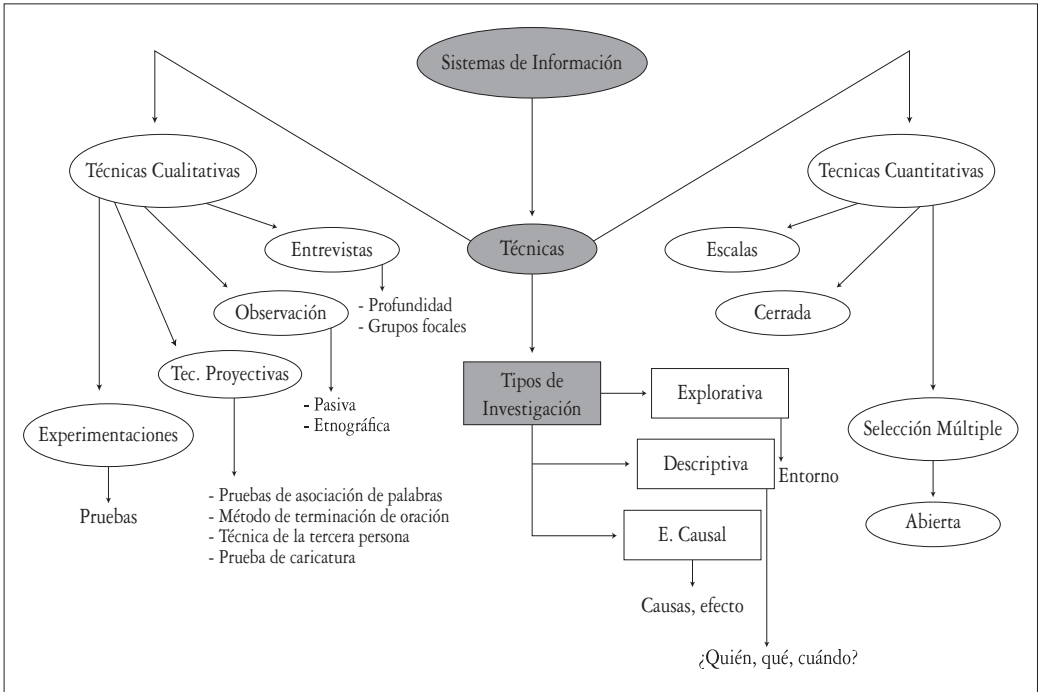 Sistemas de Información
Técnicas Cualitativas
Tecnicas Cuantitativas
Entrevistas
Técnicas
Escalas
- Profundidad
- Grupos focales
Observación
Cerrada
Tec. Proyectivas
- Pasiva
- Etnográfica
Tipos de
Investigación
Explorativa
Experimentaciones
Selección Múltiple
Descriptiva
Entorno
Pruebas
- Pruebas de asociación de palabras
- Método de terminación de oración
- Técnica de la tercera persona
- Prueba de caricatura
E. Causal
Abierta
Causas, efecto
¿Quién, qué, cuándo?